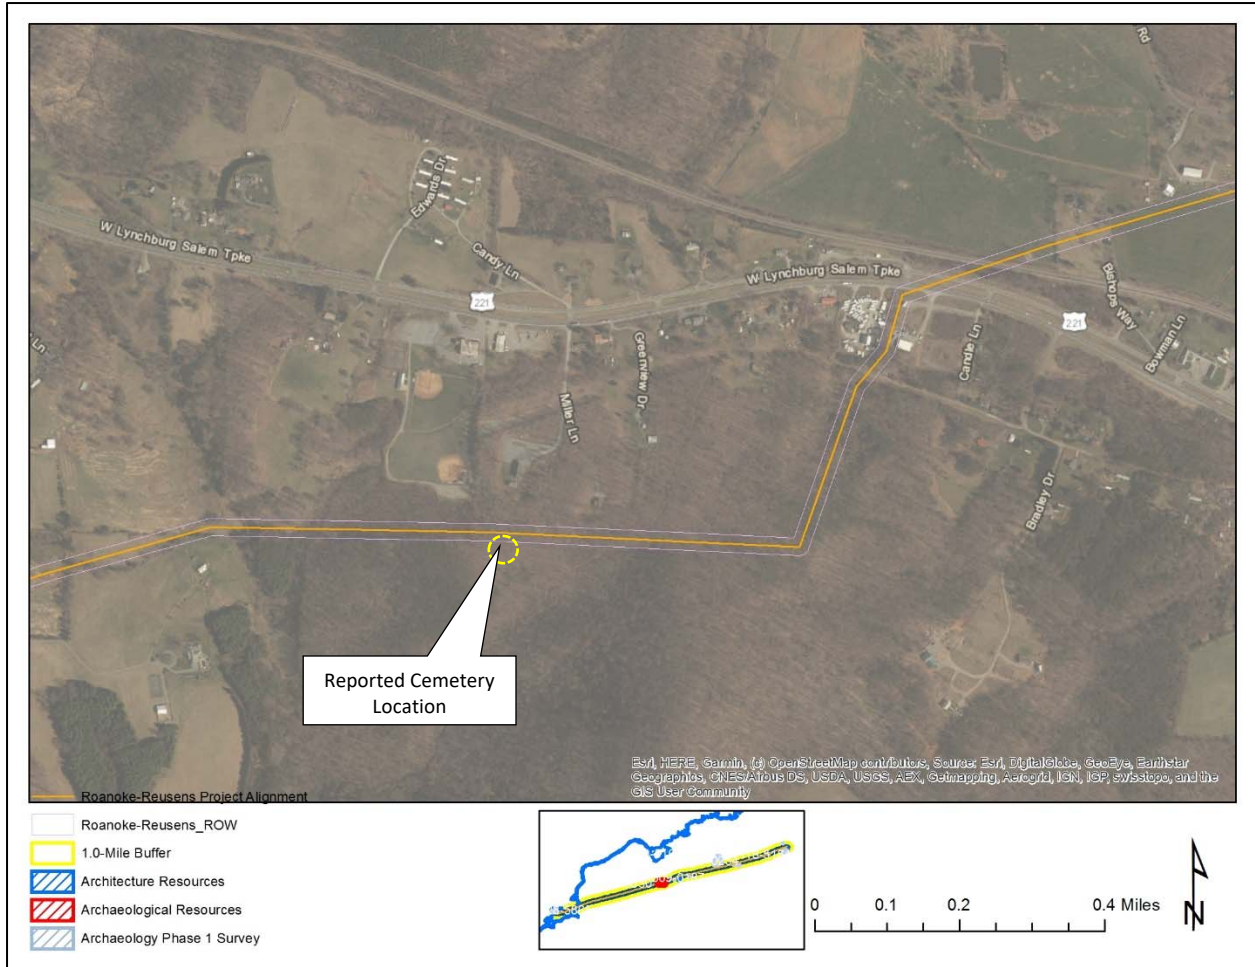 Rd
Edwards Dr
W Lynchburg Salem Tpke
Candy Ln
W Lynchburg Salem Tpke
221
Bishops Way
221
Bowman Ln
Ln
Greenview Dr
Candle Ln
Miller Ln
Bradley Dr
Reported Cemetery
Location
Esri, HERE, Garmin, (c) OpenStreetMap contributors, Source: Esri, DigitalGlobe, GeoEye, Earthstar
Geographics, CNES/Airbus DS, USDA, USGS, AEX, Getmapping, Aerogrid, IGN, IGP, swisstopo, and the
GIS User Community
Roanoke-Reusens Project Alignment
Roanoke-Reusens_ROW
1.0-Mile Buffer
Architecture Resources
Archaeological Resources
Archaeology Phase 1 Survey
0 0.1 0.2 0.4 Miles
N